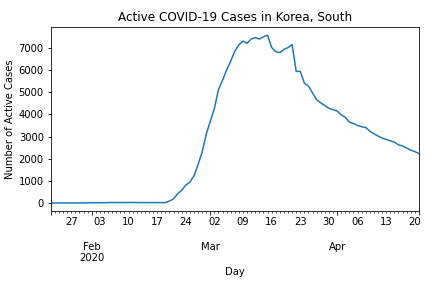 Active COVID-19 Cases in Korea, South
Number of Active Cases
7000
6000
5000
4000
3000
2000
1000
0
27 03 10 17 24 02 09 16 23 30 06 13 20
Feb Mar Apr
2020
Day